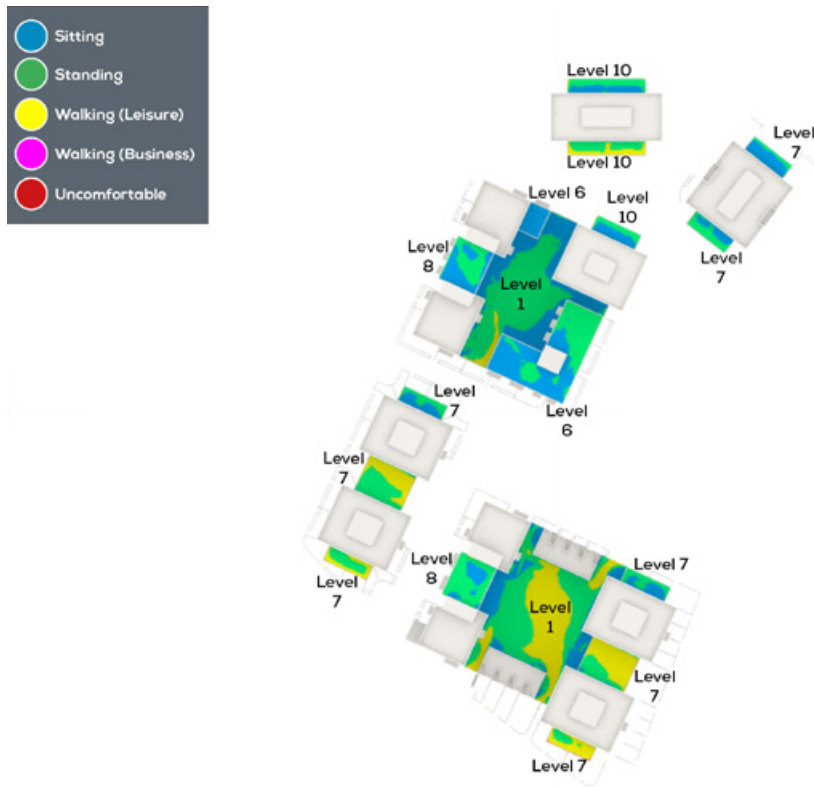 Sitting
Standing
Walking (Leisure)
Walking (Business)
Uncomfortable
Level 10
Level 10
Level
7
Level
7
Level 6
Level
10
Level
8
Level
1
Level
6
Level
7
Level
7
Level
7
Level
8
Level 7
Level
1
Level
7
Level 7